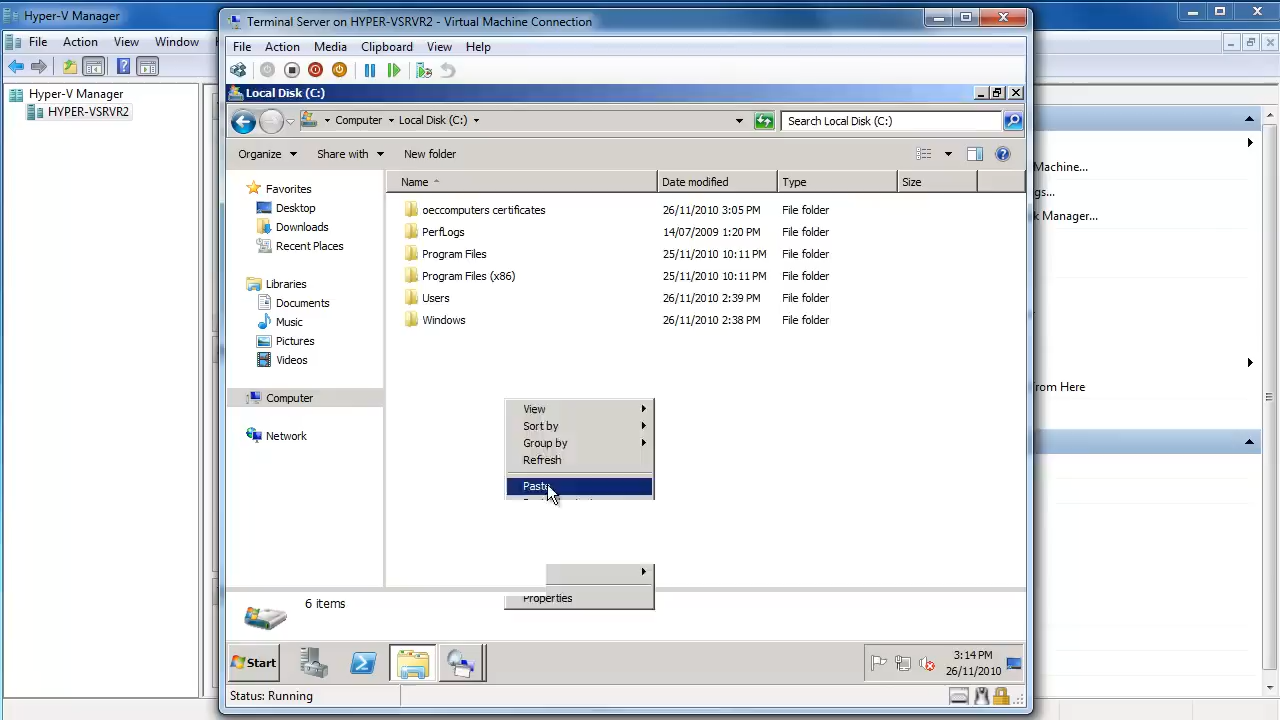 Hyper-V Manager
File Action View Window
Hyper-V Manager
HYPER-VSRVR2
Terminal Server on HYPER-VSRVR2 - Virtual Machine Connection
File Action Media Clipboard View Help
Local Disk (C:)
Computer Local Disk (C:)
Search Local Disk (C:)
Organize Share with New folder
Favorites
Desktop
Downloads
Recent Places
Libraries
Documents
Music
Pictures
Videos
Computer
Network
Name Date modified Type Size
oeccomputers certificates 26/11/2010 3:05 PM File folder
PerfLogs 14/07/2009 1:20 PM File folder
Program Files 25/11/2010 10:11 PM File folder
Program Files (x86) 25/11/2010 10:11 PM File folder
Users 26/11/2010 2:39 PM File folder
Windows 26/11/2010 2:38 PM File folder
View
Sort by
Group by
Refresh
Paste
Properties
6 items
Start
3:14 PM
26/11/2010
Status: Running
Machine...
gs...
k Manager...
rom Here